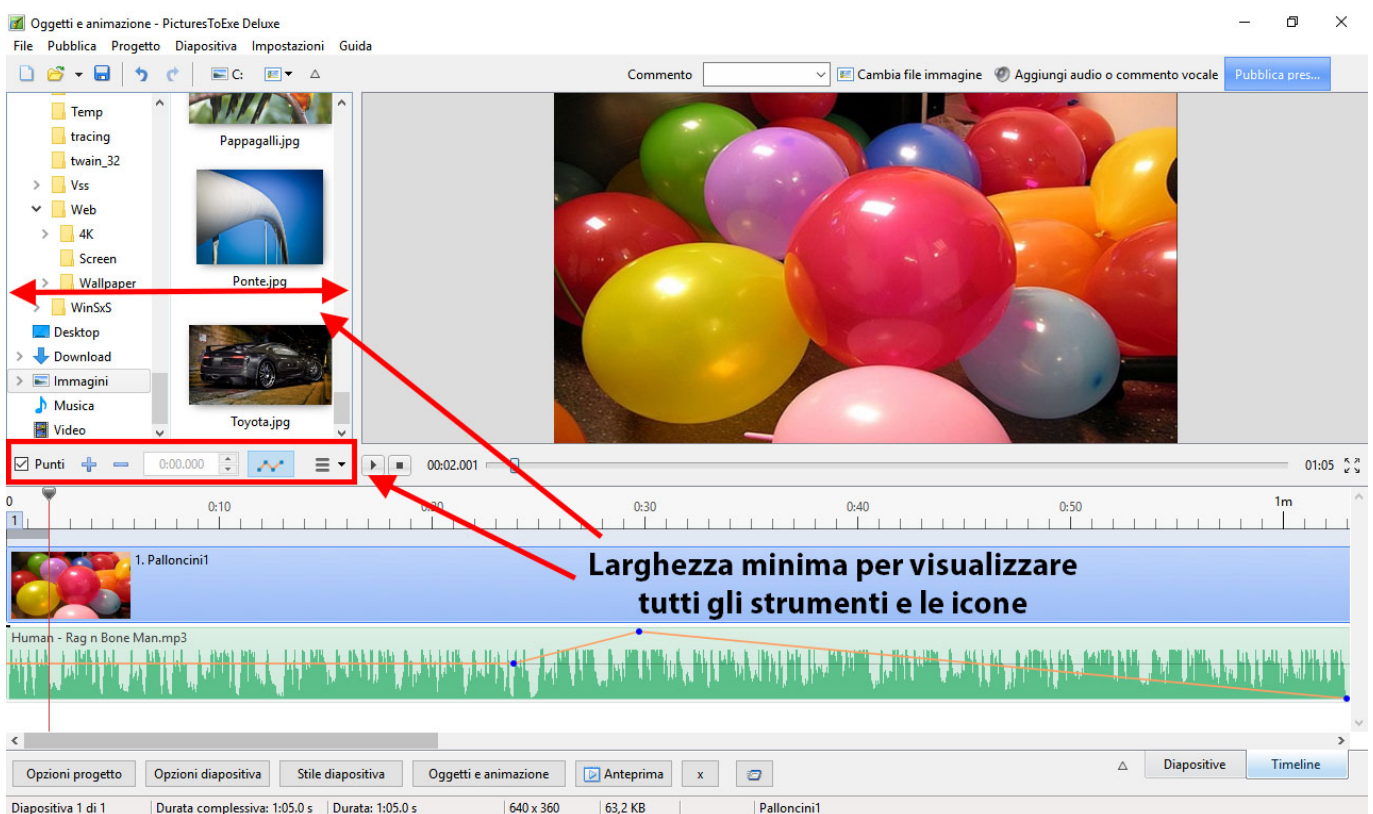 Oggetti e animazione - PicturesToExe Deluxe
File Pubblica Progetto Diapositiva Impostazioni Guida
C: Commento Cambia file immagine Aggiungi audio o commento vocale Pubblica pres...
Temp
tracing
twain_32
Vss
Web
4K
Screen
Wallpaper
WinSxS
Desktop
Download
Immagini
Musica
Video
Pappagalli.jpg
Ponte.jpg
Toyota.jpg
Punti 0:00.000 00:02.001 01:05
0 0:10 0:20 0:30 0:40 0:50 1m
1
1. Palloncini1
Larghezza minima per visualizzare
tutti gli strumenti e le icone
Human - Rag n Bone Man.mp3
Opzioni progetto Opzioni diapositiva Stile diapositiva Oggetti e animazione Anteprima x Diapositive Timeline
Diapositiva 1 di 1 Durata complessiva: 1:05.0 s Durata: 1:05.0 s 640 x 360 63,2 KB Palloncini1